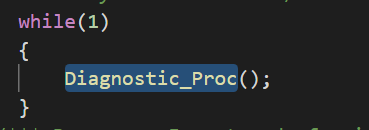 while(1)
{
Diagnostic_Proc();
}